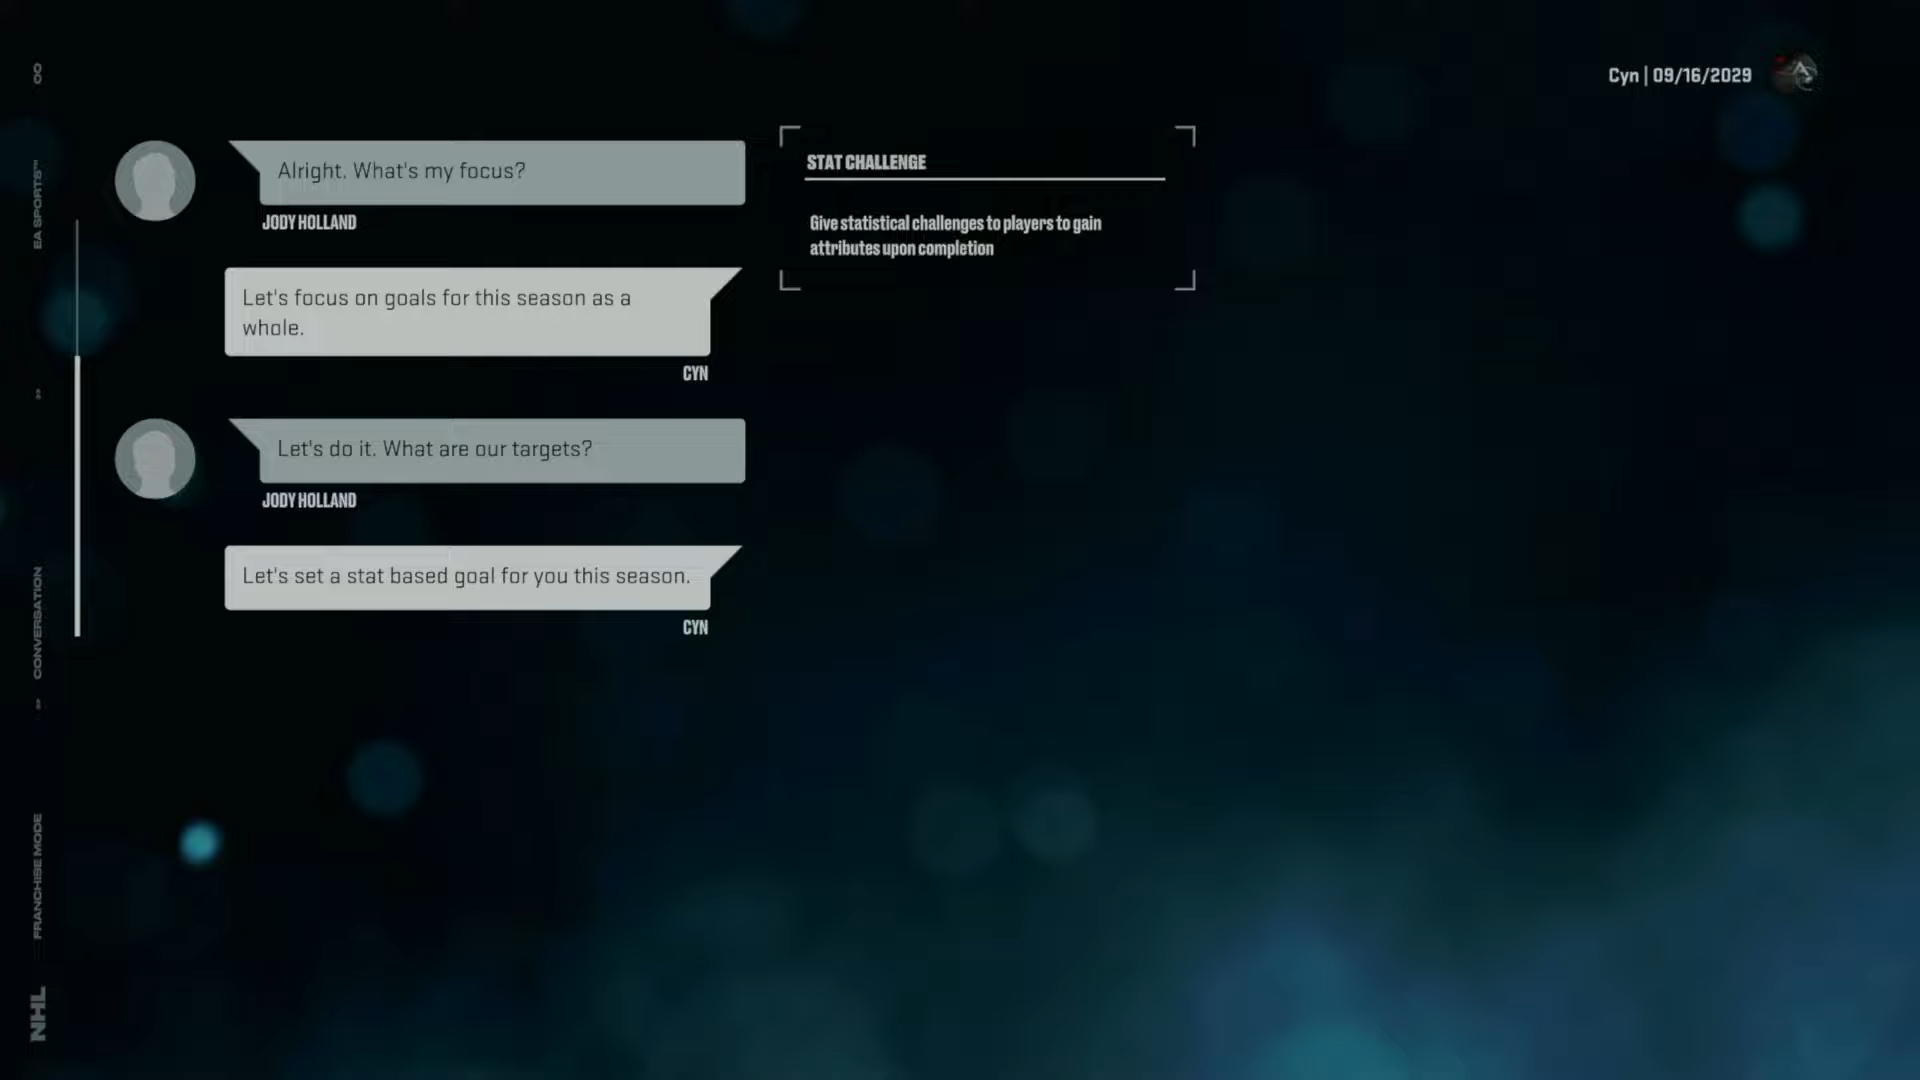 Cyn | 09/16/2029
Alright. What's my focus?
JODY HOLLAND
Let's focus on goals for this season as a
whole.
CYN
Let's do it. What are our targets?
JODY HOLLAND
Let's set a stat based goal for you this season.
CYN
STAT CHALLENGE
Give statistical challenges to players to gain
attributes upon completion
NHL
FRANCHISE MODE
CONVERSATION
EA SPORTS™